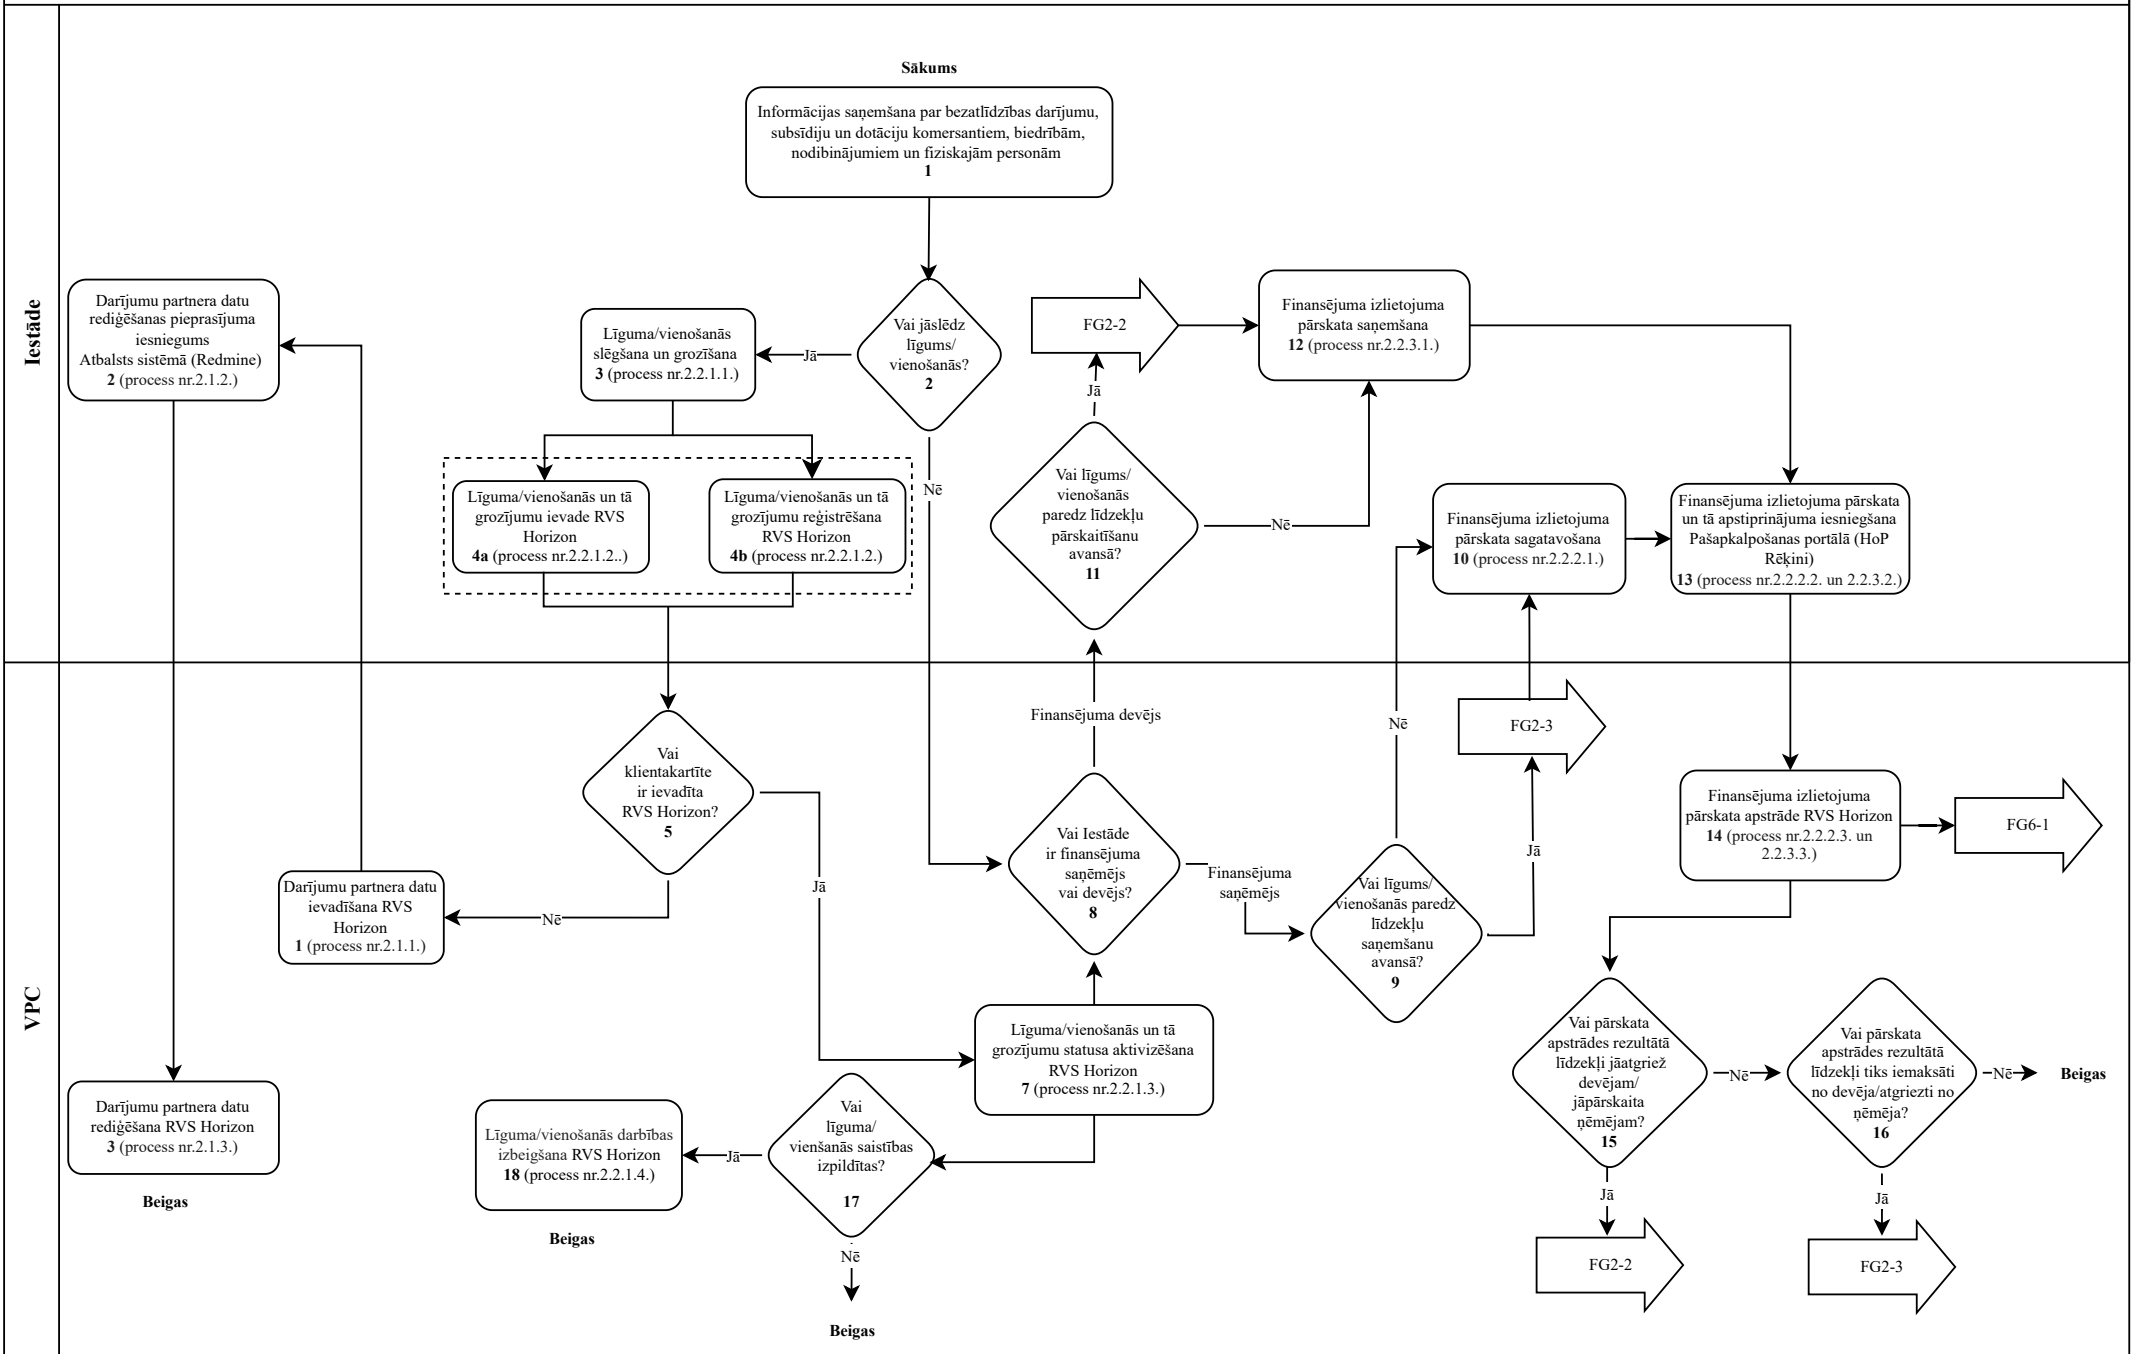 Iestāde
Sākums
Informācijas saņemšana par bezatlīdzības darījumu,
subsīdiju un dotāciju komersantiem, biedrībām,
nodibinājumiem un fiziskajām personām
1
Darījumu partnera datu
rediģēšanas pieprasījuma
iesniegums
Atbalsts sistēmā (Redmine)
2 (process nr.2.1.2.)
Līguma/vienošanās
slēgšana un grozīšana
3 (process nr.2.2.1.1.)
Jā
Vai jāslēdz
līgums/
vienošanās?
2
Nē
FG2-2
Jā
Finansējuma izlietojuma
pārskata saņemšana
12 (process nr.2.2.3.1.)
Līguma/vienošanās un tā
grozījumu ievade RVS
Horizon
4a (process nr.2.2.1.2..)
Līguma/vienošanās un tā
grozījumu reģistrēšana
RVS Horizon
4b (process nr.2.2.1.2.)
Vai līgums/
vienošanās
paredz līdzekļu
pārskaitīšanu
avansā?
11
Nē
Finansējuma izlietojuma
pārskata sagatavošana
10 (process nr.2.2.2.1.)
Finansējuma izlietojuma pārskata
un tā apstiprinājuma iesniegšana
Pašapkalpošanas portālā (HoP
Rēķini)
13 (process nr.2.2.2.2. un 2.2.3.2.)
VPC
Vai
klientakartīte
ir ievadīta
RVS Horizon?
5
Jā
Nē
Darījumu partnera datu
ievadīšana RVS
Horizon
1 (process nr.2.1.1.)
Darījumu partnera datu
rediģēšana RVS Horizon
3 (process nr.2.1.3.)
Beigas
Finansējuma devējs
Vai Iestāde
ir finansējuma
saņēmējs
vai devējs?
8
Finansējuma
saņēmējs
Nē
Vai līgums/
vienošanās paredz
līdzekļu
saņemšanu
avansā?
9
Jā
FG2-3
Finansējuma izlietojuma
pārskata apstrāde RVS Horizon
14 (process nr.2.2.2.3. un
2.2.3.3.)
FG6-1
Līguma/vienošanās un tā
grozījumu statusa aktivizēšana
RVS Horizon
7 (process nr.2.2.1.3.)
Vai
līguma/
vienšanās saistības
izpildītas?
17
Jā
Līguma/vienošanās darbības
izbeigšana RVS Horizon
18 (process nr.2.2.1.4.)
Beigas
Nē
Beigas
Vai pārskata
apstrādes rezultātā
līdzekļi jāatgriež
devējam/
jāpārskaita
ņēmējam?
15
Nē
Jā
FG2-2
Vai pārskata
apstrādes rezultātā
līdzekļi tiks iemaksāti
no devēja/atgriezti no
ņēmēja?
16
Nē
Beigas
Jā
FG2-3